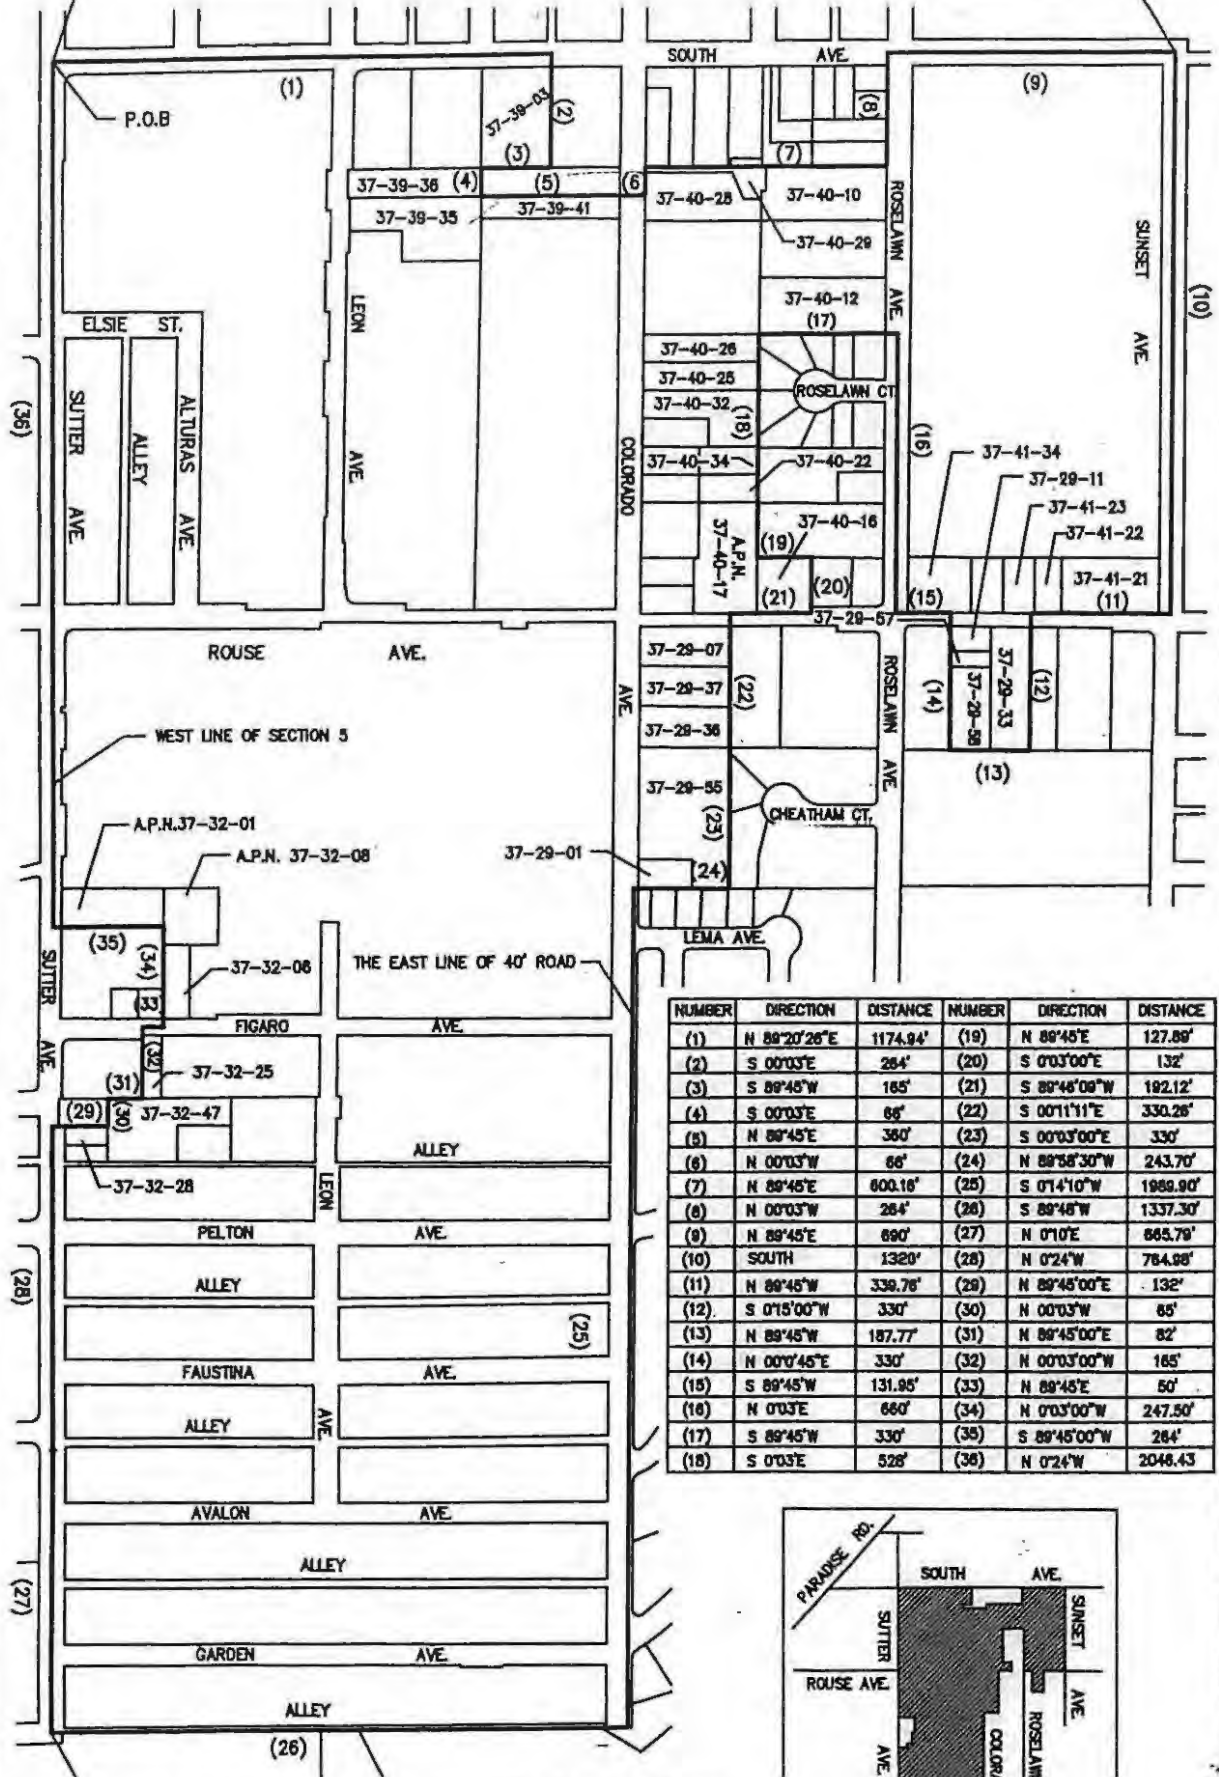 SOUTH AVE.
(1)
(9)
P.O.B
37-39-03
(2)
(8)
(3)
(7)
37-39-36 (4)
(5)
(6)
37-40-28
37-40-10
37-39-35
37-39-41
37-40-29
ROSELAWN AVE.
SUNSET AVE.
(10)
37-40-12
(17)
ELSIE ST.
LEON AVE.
37-40-26
37-40-25
ROSELAWN CT.
37-40-32
(18)
(36)
SUTTER AVE.
ALLEY
ALTURAS AVE.
COLORADO AVE.
(16)
37-41-34
37-40-34
37-40-22
37-29-11
37-41-23
37-41-22
A.P.N. 37-40-17
37-40-16
(19)
(21)
(20)
(15)
37-41-21
(11)
37-29-57
ROUSE AVE.
37-29-07
37-29-37
(22)
ROSELAWN AVE.
(14)
37-29-58
37-29-33
(12)
37-29-36
WEST LINE OF SECTION 5
(13)
37-29-55
CHEATHAM CT.
(23)
A.P.N.37-32-01
A.P.N. 37-32-08
37-29-01
(24)
(35)
(34)
LEMA AVE.
SUTTER AVE.
37-32-06
THE EAST LINE OF 40' ROAD
(33)
FIGARO AVE.
(32)
(31)
37-32-25
(29)
(30)
37-32-47
ALLEY
37-32-28
LEON AVE.
PELTON AVE.
(28)
ALLEY
(25)
FAUSTINA AVE.
ALLEY
AVALON AVE.
ALLEY
(27)
GARDEN AVE.
ALLEY
(26)
NUMBER DIRECTION DISTANCE NUMBER DIRECTION DISTANCE
(1) N 89°20'26"E 1174.94' (19) N 89°45'E 127.89'
(2) S 00°03'E 264' (20) S 0°03'00"E 132'
(3) S 89°46'W 165' (21) S 89°46'09"W 192.12'
(4) S 00°03'E 66' (22) S 00°11'11"E 330.26'
(5) N 89°45'E 360' (23) S 00°03'00"E 330'
(6) N 00°03'W 66' (24) N 89°58'30"W 243.70'
(7) N 89°45'E 600.16' (25) S 0°14'10"W 1989.90'
(8) N 00°03'W 264' (26) S 89°48'W 1337.30'
(9) N 89°45'E 690' (27) N 0°10'E 665.79'
(10) SOUTH 1320' (28) N 0°24'W 764.98'
(11) N 89°45'W 339.76' (29) N 89°45'00"E 132'
(12) S 0°15'00"W 330' (30) N 00°03'W 65'
(13) N 89°45'W 187.77' (31) N 89°45'00"E 82'
(14) N 00°0'45"E 330' (32) N 00°03'00"W 165'
(15) S 89°45'W 131.95' (33) N 89°45'E 50'
(16) N 0°03'E 660' (34) N 0°03'00"W 247.50'
(17) S 89°45'W 330' (35) S 89°45'00"W 264'
(18) S 0°03'E 528' (36) N 0°24'W 2046.43
PARADISE RD.
SOUTH AVE.
SUTTER AVE.
SUNSET AVE.
ROUSE AVE.
COLORA
ROSELAWN